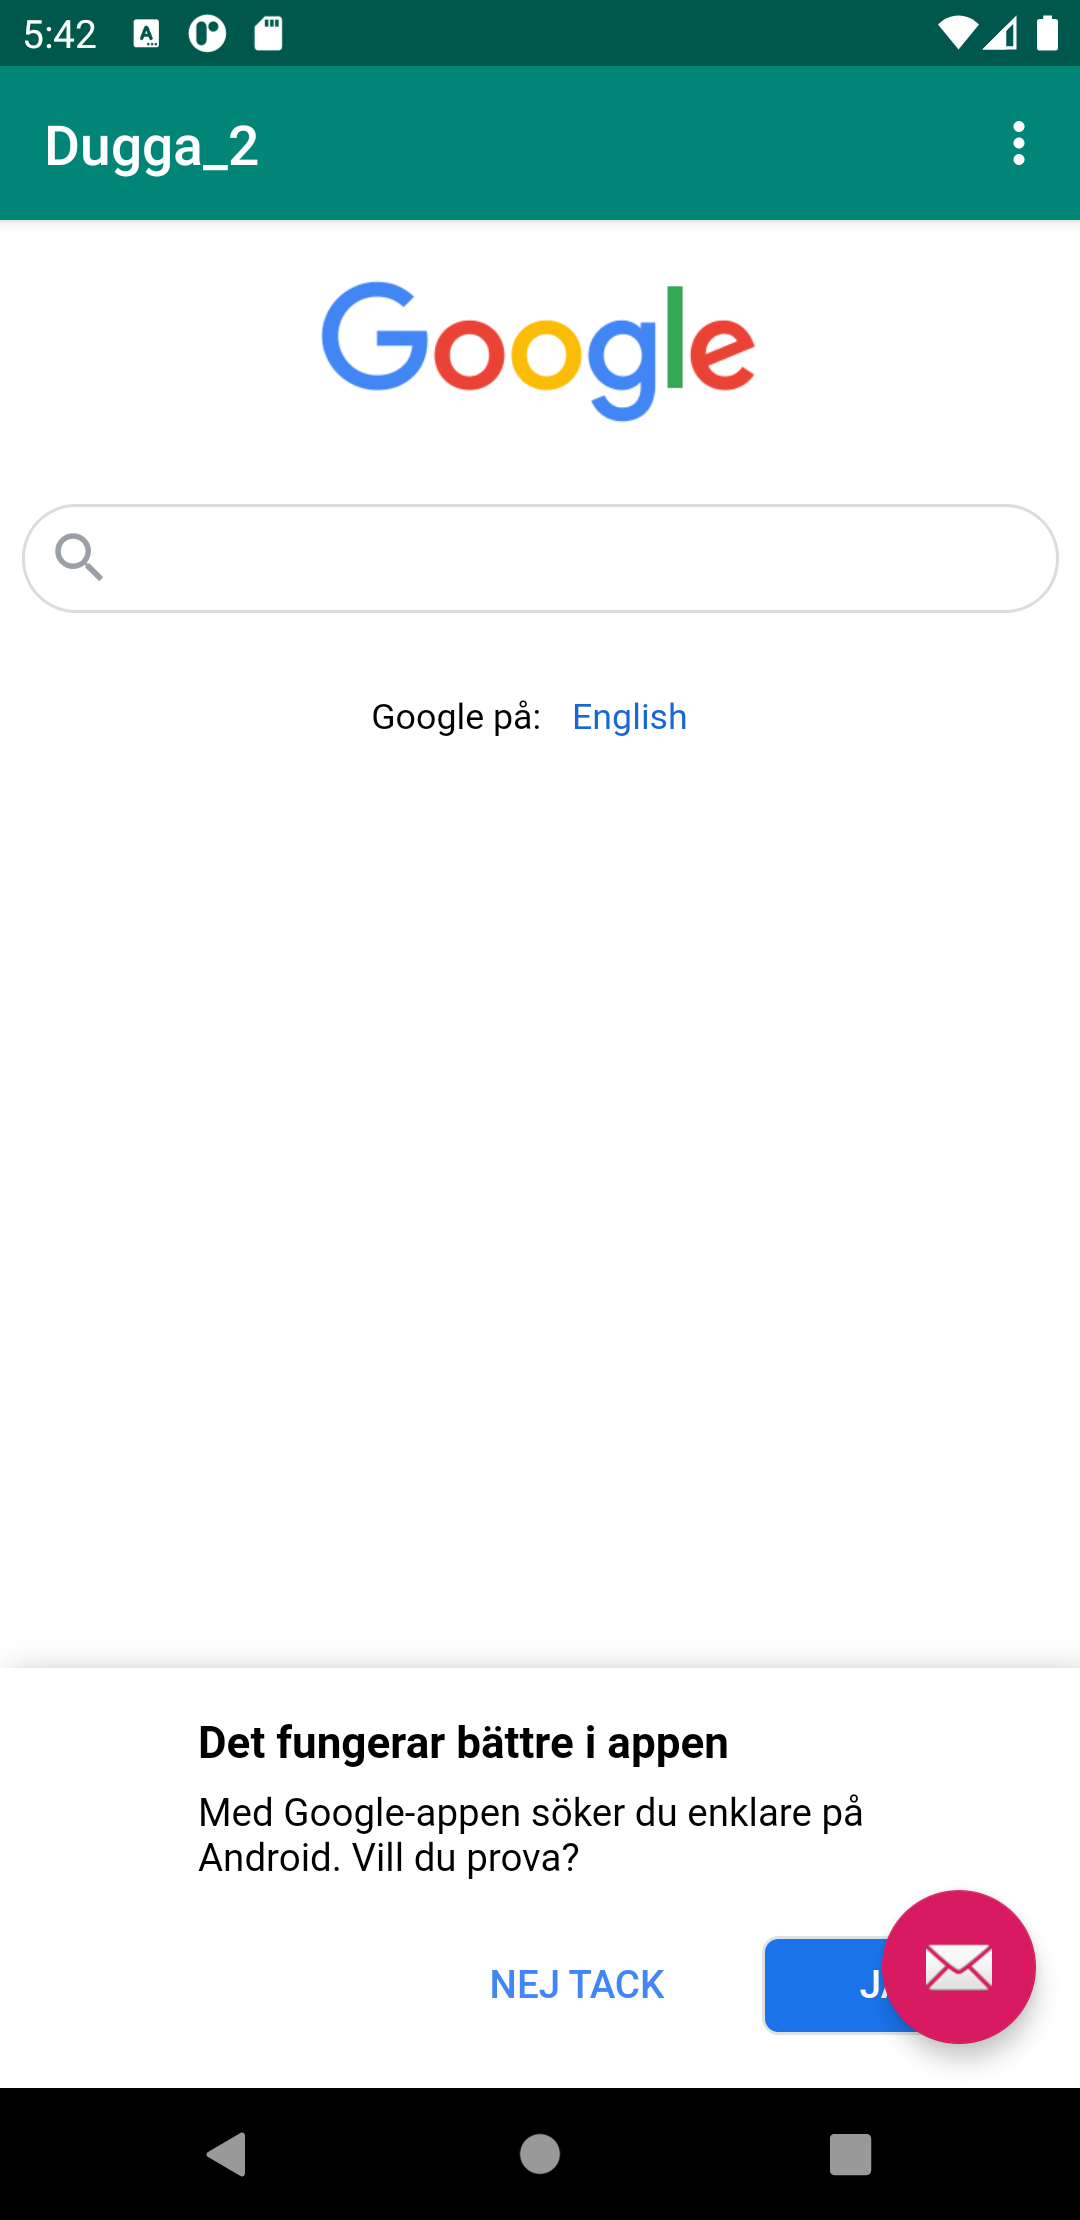 5:42
Dugga_2
Google
Google på: English
Det fungerar bättre i appen
Med Google-appen söker du enklare på
Android. Vill du prova?
NEJ TACK